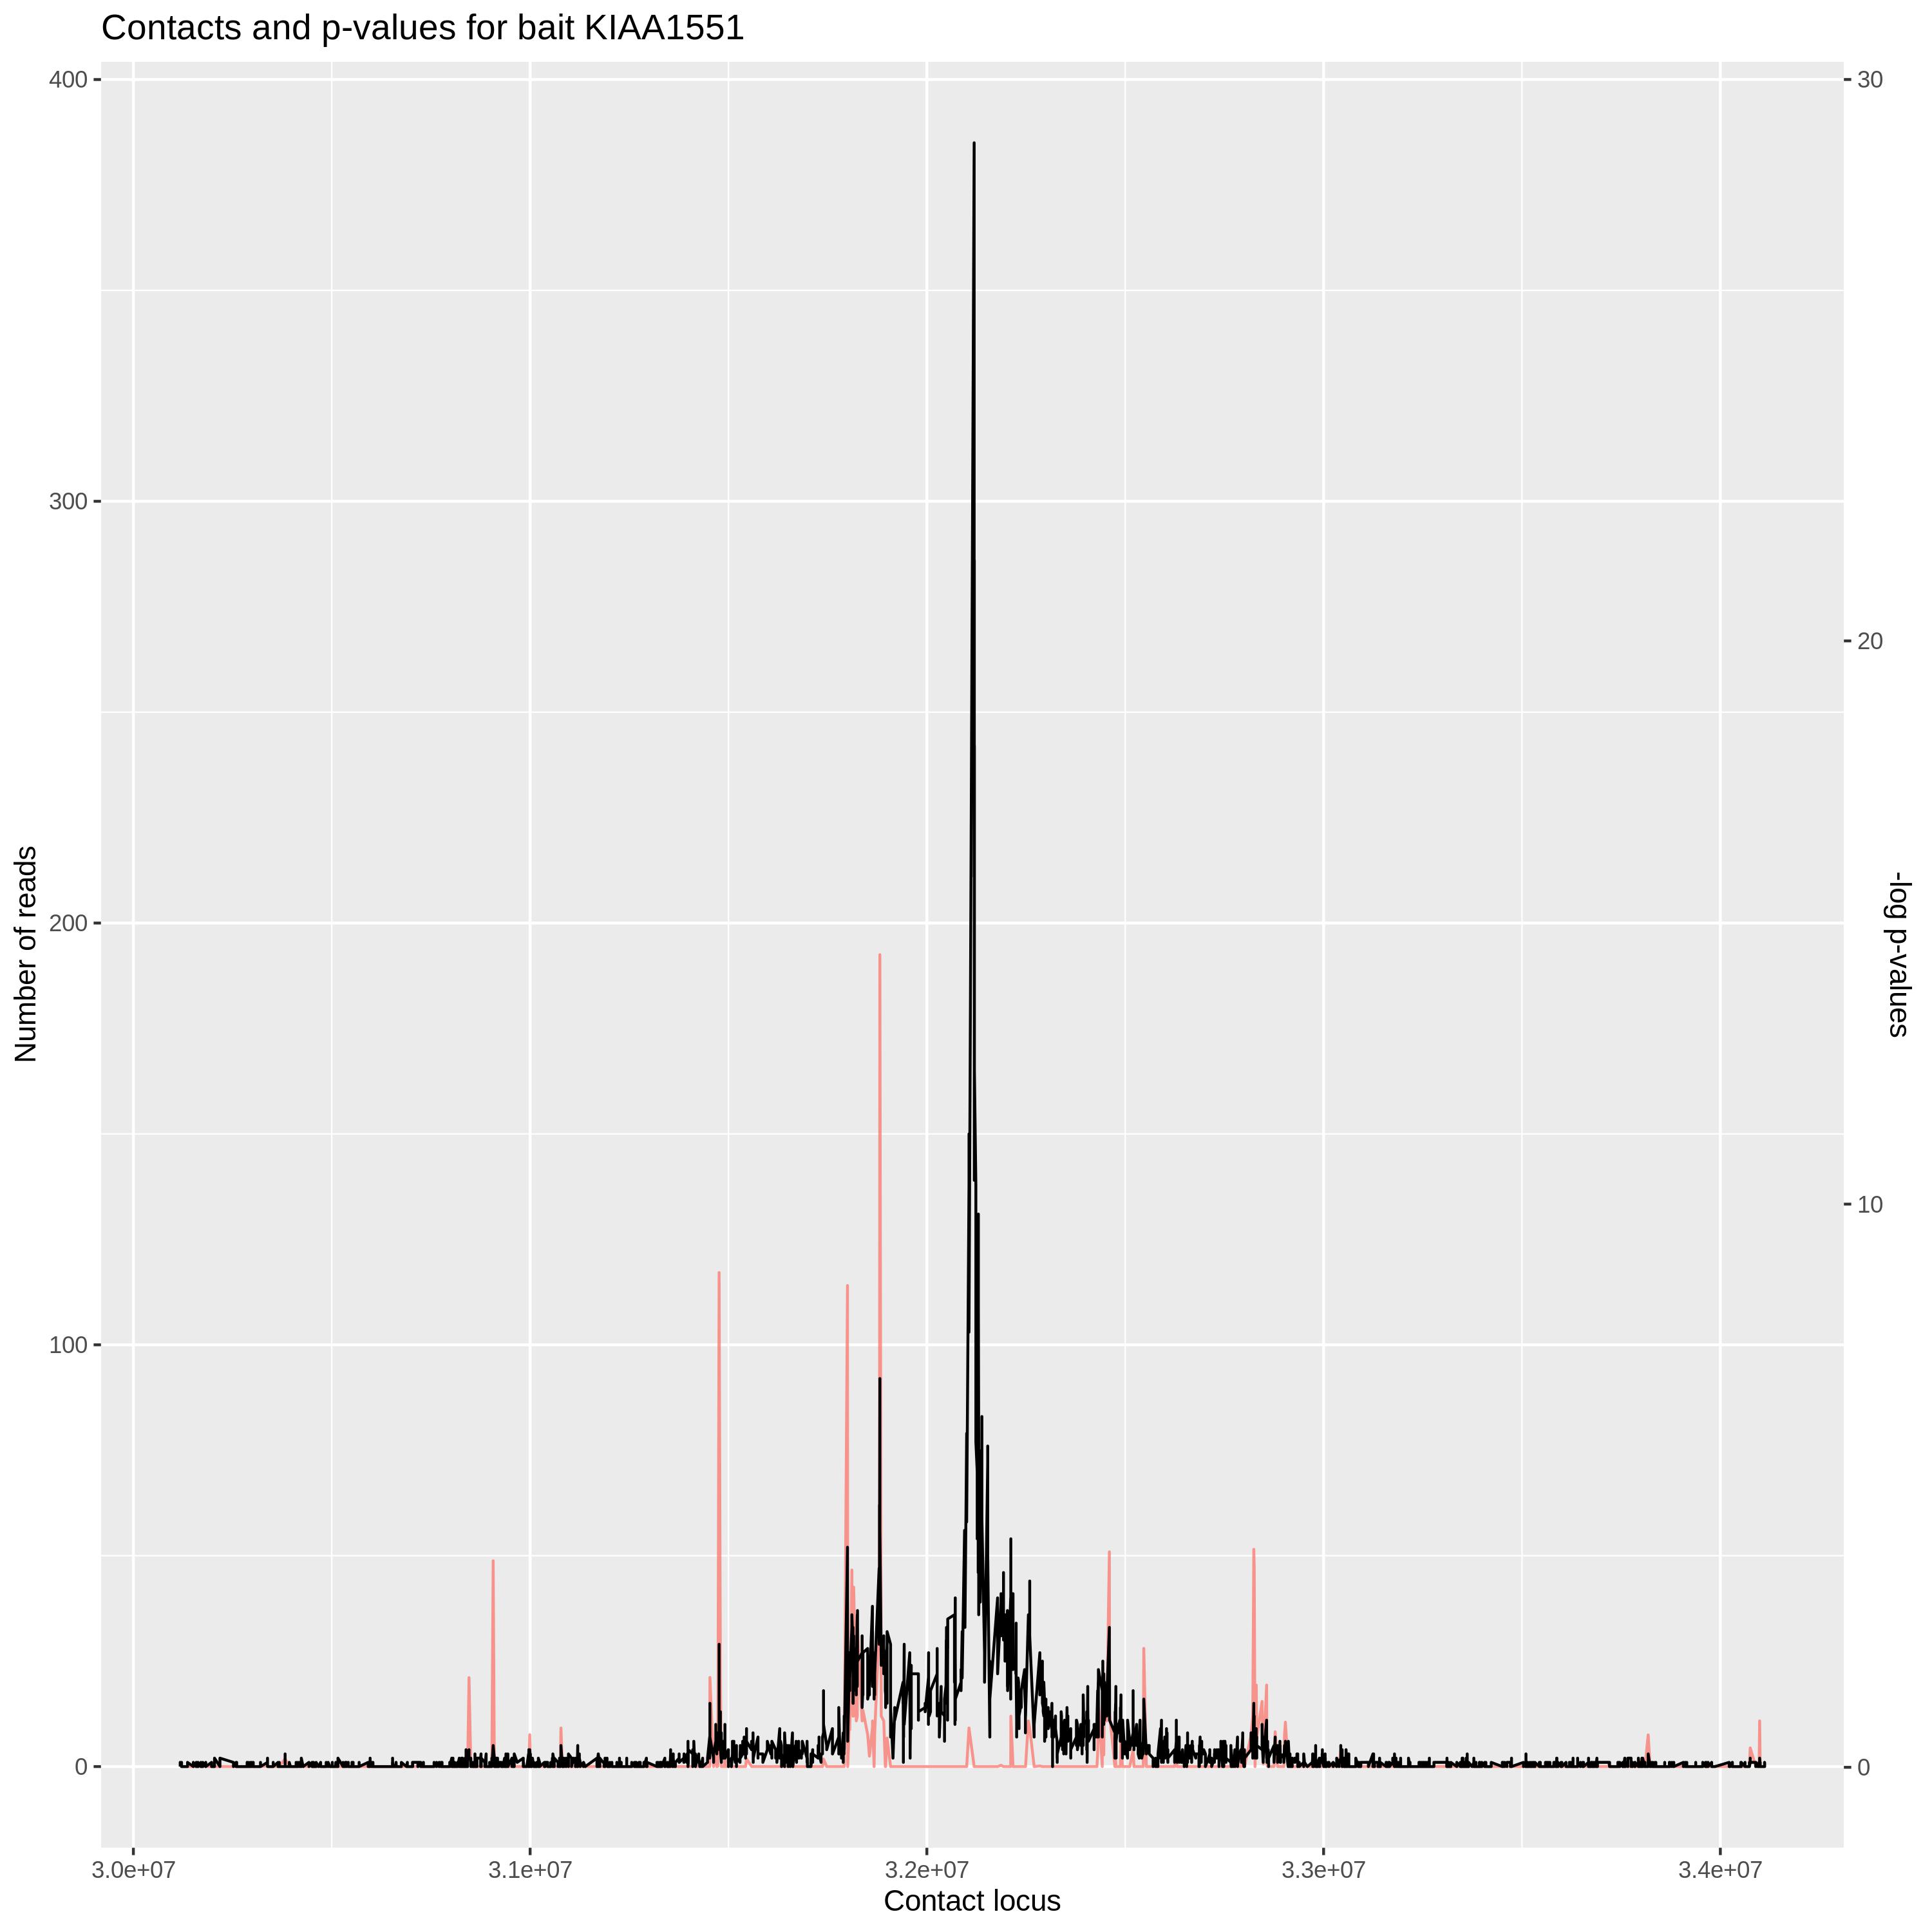 Contacts and p-values for bait KIAA1551
400
300
200
100
0
Number of reads
30
20
10
0
-log p-values
3.0e+07
3.1e+07
3.2e+07
3.3e+07
3.4e+07
Contact locus